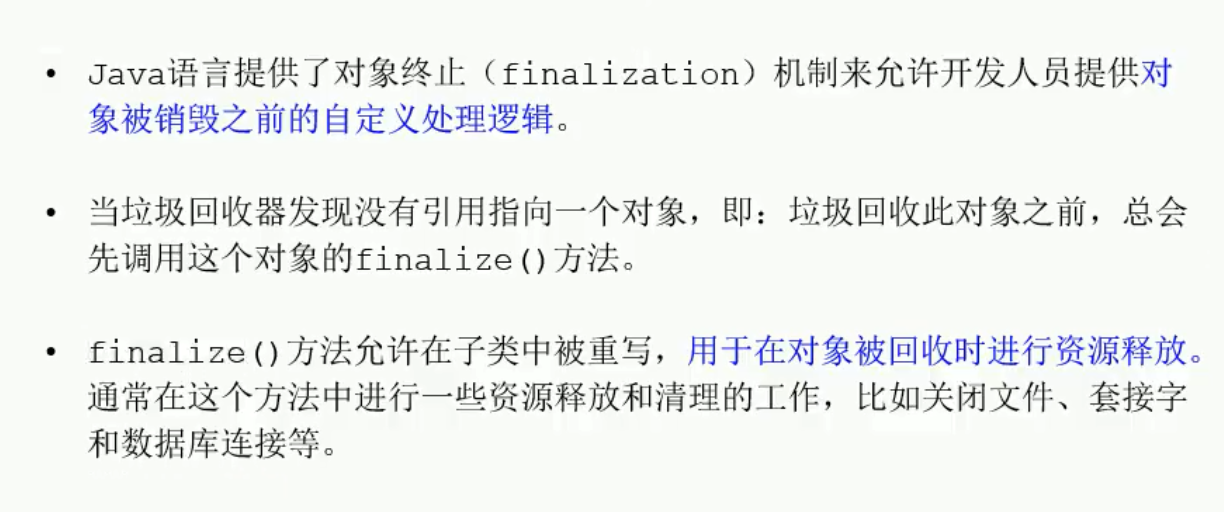 • Java语言提供了对象终止（finalization）机制来允许开发人员提供对
象被销毁之前的自定义处理逻辑。
• 当垃圾回收器发现没有引用指向一个对象，即：垃圾回收此对象之前，总会
先调用这个对象的finalize()方法。
• finalize()方法允许在子类中被重写，用于在对象被回收时进行资源释放。
通常在这个方法中进行一些资源释放和清理的工作，比如关闭文件、套接字
和数据库连接等。